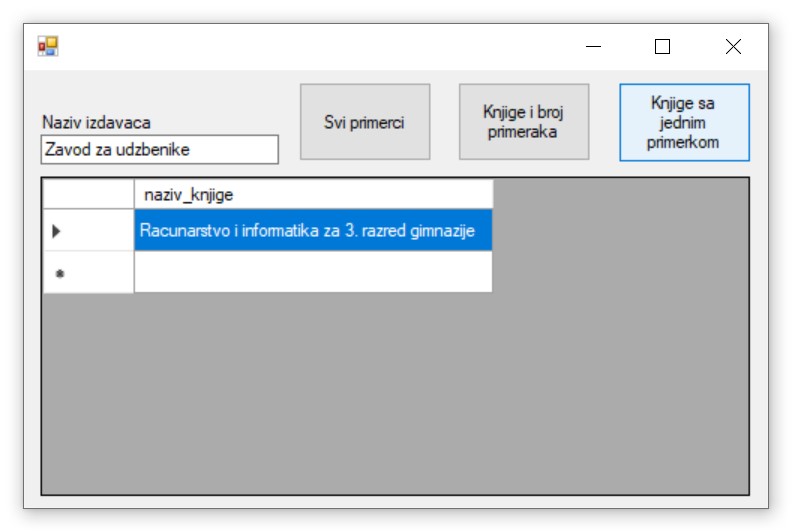 Naziv izdavaca
Zavod za udzbenike
Svi primerci
Knjige i broj
primeraka
Knjige sa
jednim
primerkom
naziv_knjige
Racunarstvo i informatika za 3. razred gimnazije